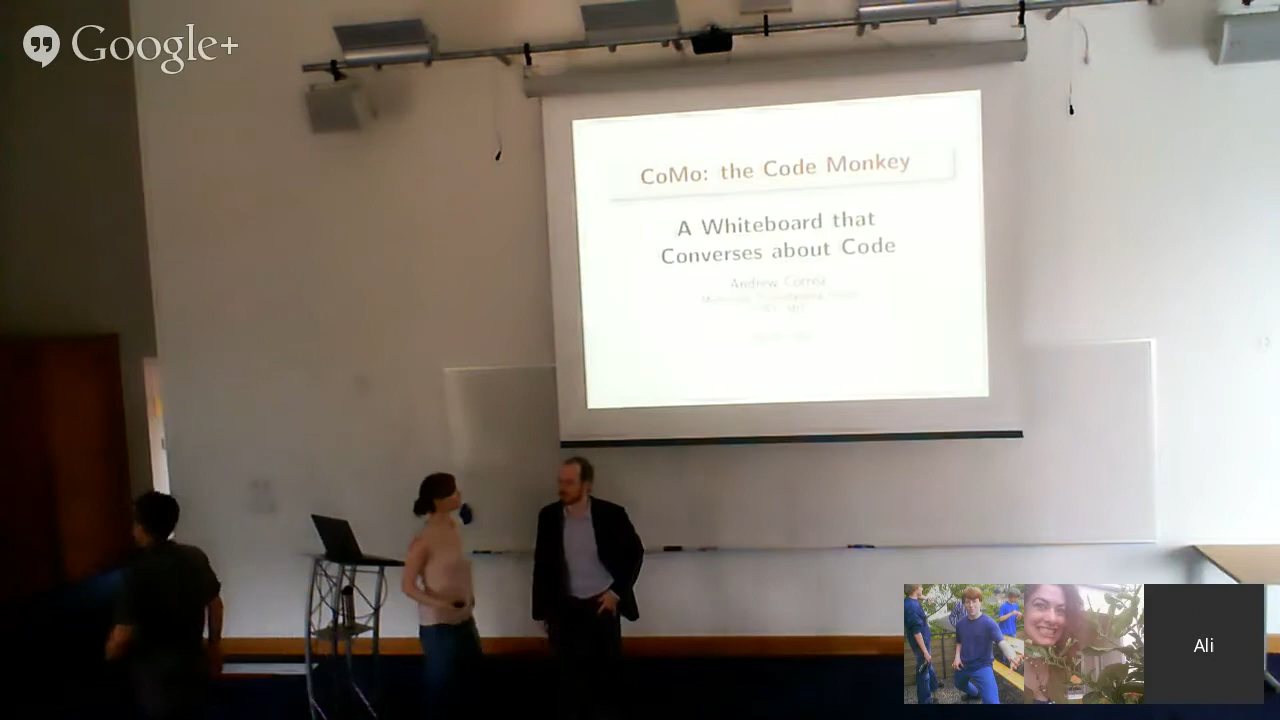 Google+
CoMo: the Code Monkey
A Whiteboard that
Converses about Code
Andrew Correa
Ali